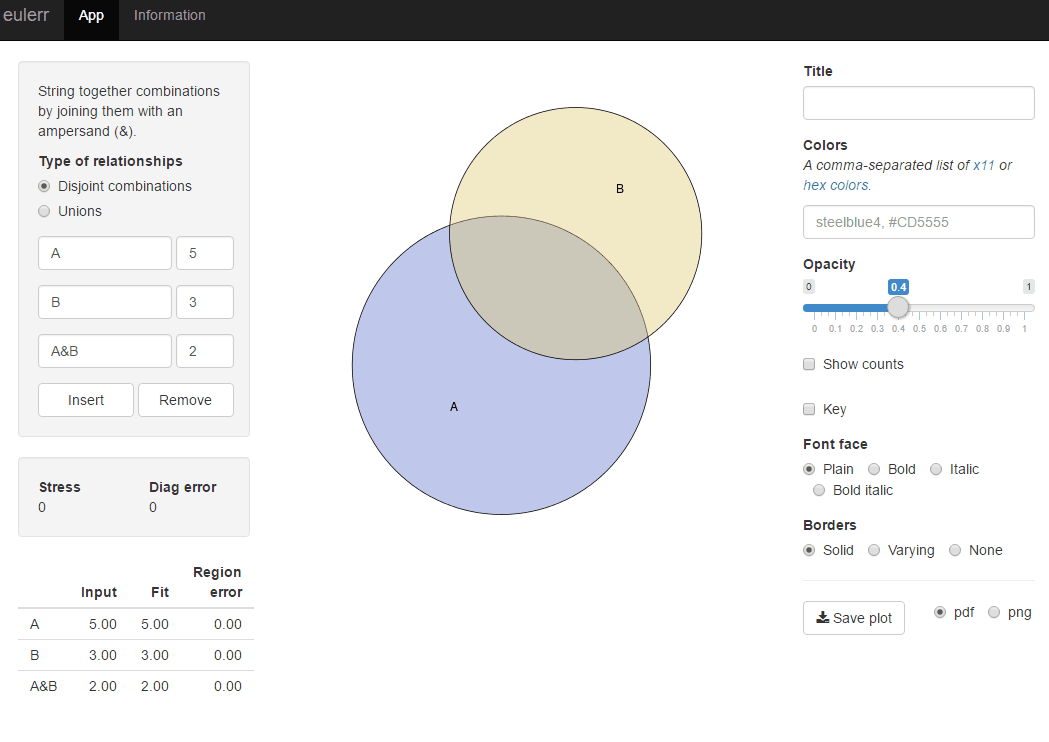 eulerr App Information
String together combinations
by joining them with an
ampersand (&).
Type of relationships
Disjoint combinations
Unions
A 5
B 3
A&B 2
Insert Remove
Stress Diag error
0 0
Region
Input Fit error
A 5.00 5.00 0.00
B 3.00 3.00 0.00
A&B 2.00 2.00 0.00
B
A
Title
Colors
A comma-separated list of x11 or
hex colors.
steelblue4, #CD5555
Opacity
0 0.4 1
0 0.1 0.2 0.3 0.4 0.5 0.6 0.7 0.8 0.9 1
Show counts
Key
Font face
Plain Bold Italic
Bold italic
Borders
Solid Varying None
Save plot pdf png